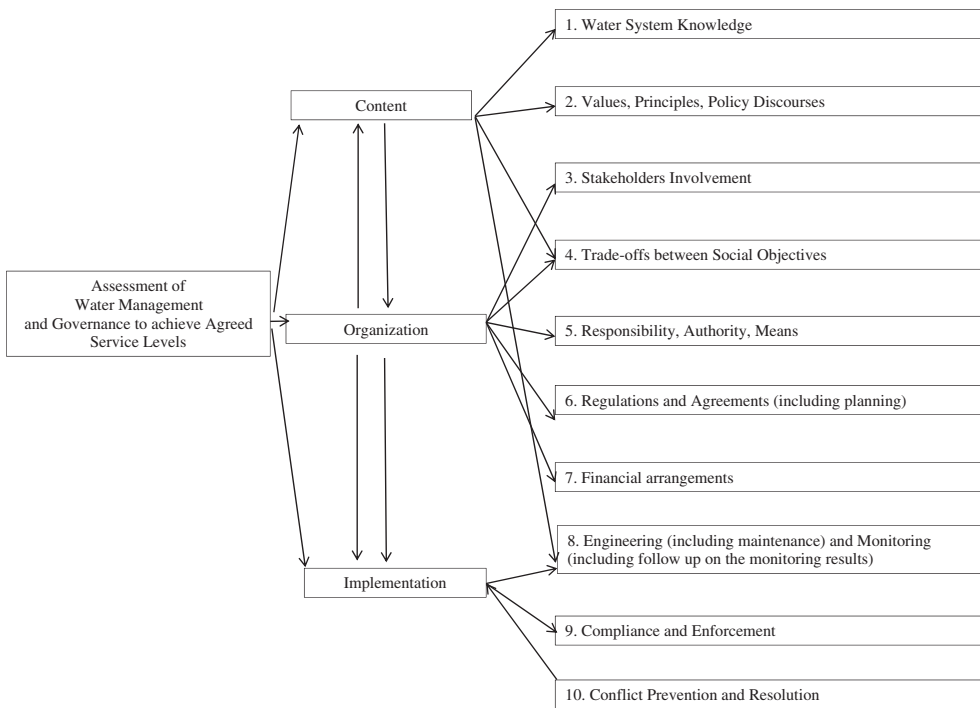 Assessment of
Water Management
and Governance to achieve Agreed
Service Levels
Content
Organization
Implementation
1. Water System Knowledge
2. Values, Principles, Policy Discourses
3. Stakeholders Involvement
4. Trade-offs between Social Objectives
5. Responsibility, Authority, Means
6. Regulations and Agreements (including planning)
7. Financial arrangements
8. Engineering (including maintenance) and Monitoring
(including follow up on the monitoring results)
9. Compliance and Enforcement
10. Conflict Prevention and Resolution